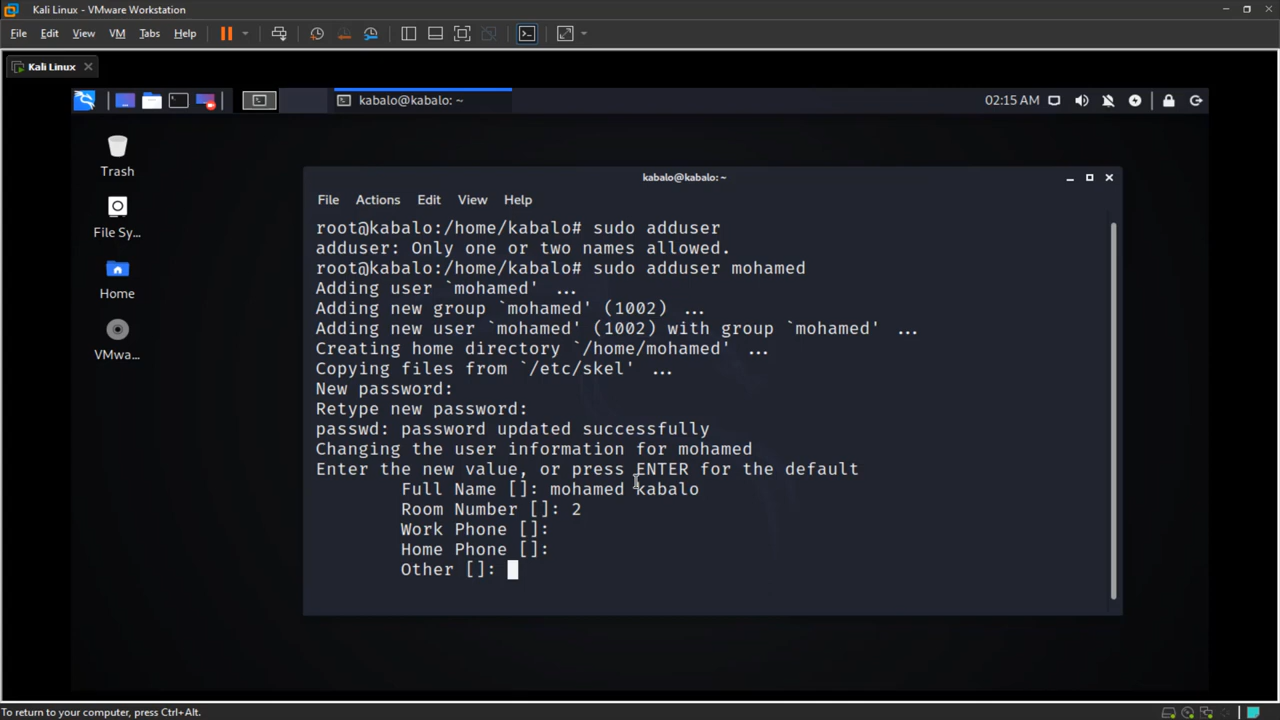 Kali Linux - VMware Workstation
File Edit View VM Tabs Help
Kali Linux
kabalo@kabalo: ~
02:15 AM
Trash
File Sy...
Home
VMwa...
kabalo@kabalo: ~
File Actions Edit View Help
root@kabalo:/home/kabalo# sudo adduser
adduser: Only one or two names allowed.
root@kabalo:/home/kabalo# sudo adduser mohamed
Adding user `mohamed' ...
Adding new group `mohamed' (1002) ...
Adding new user `mohamed' (1002) with group `mohamed' ...
Creating home directory `/home/mohamed' ...
Copying files from `/etc/skel' ...
New password:
Retype new password:
passwd: password updated successfully
Changing the user information for mohamed
Enter the new value, or press ENTER for the default
Full Name []: mohamed kabalo
Room Number []: 2
Work Phone []:
Home Phone []:
Other []:
To return to your computer, press Ctrl+Alt.